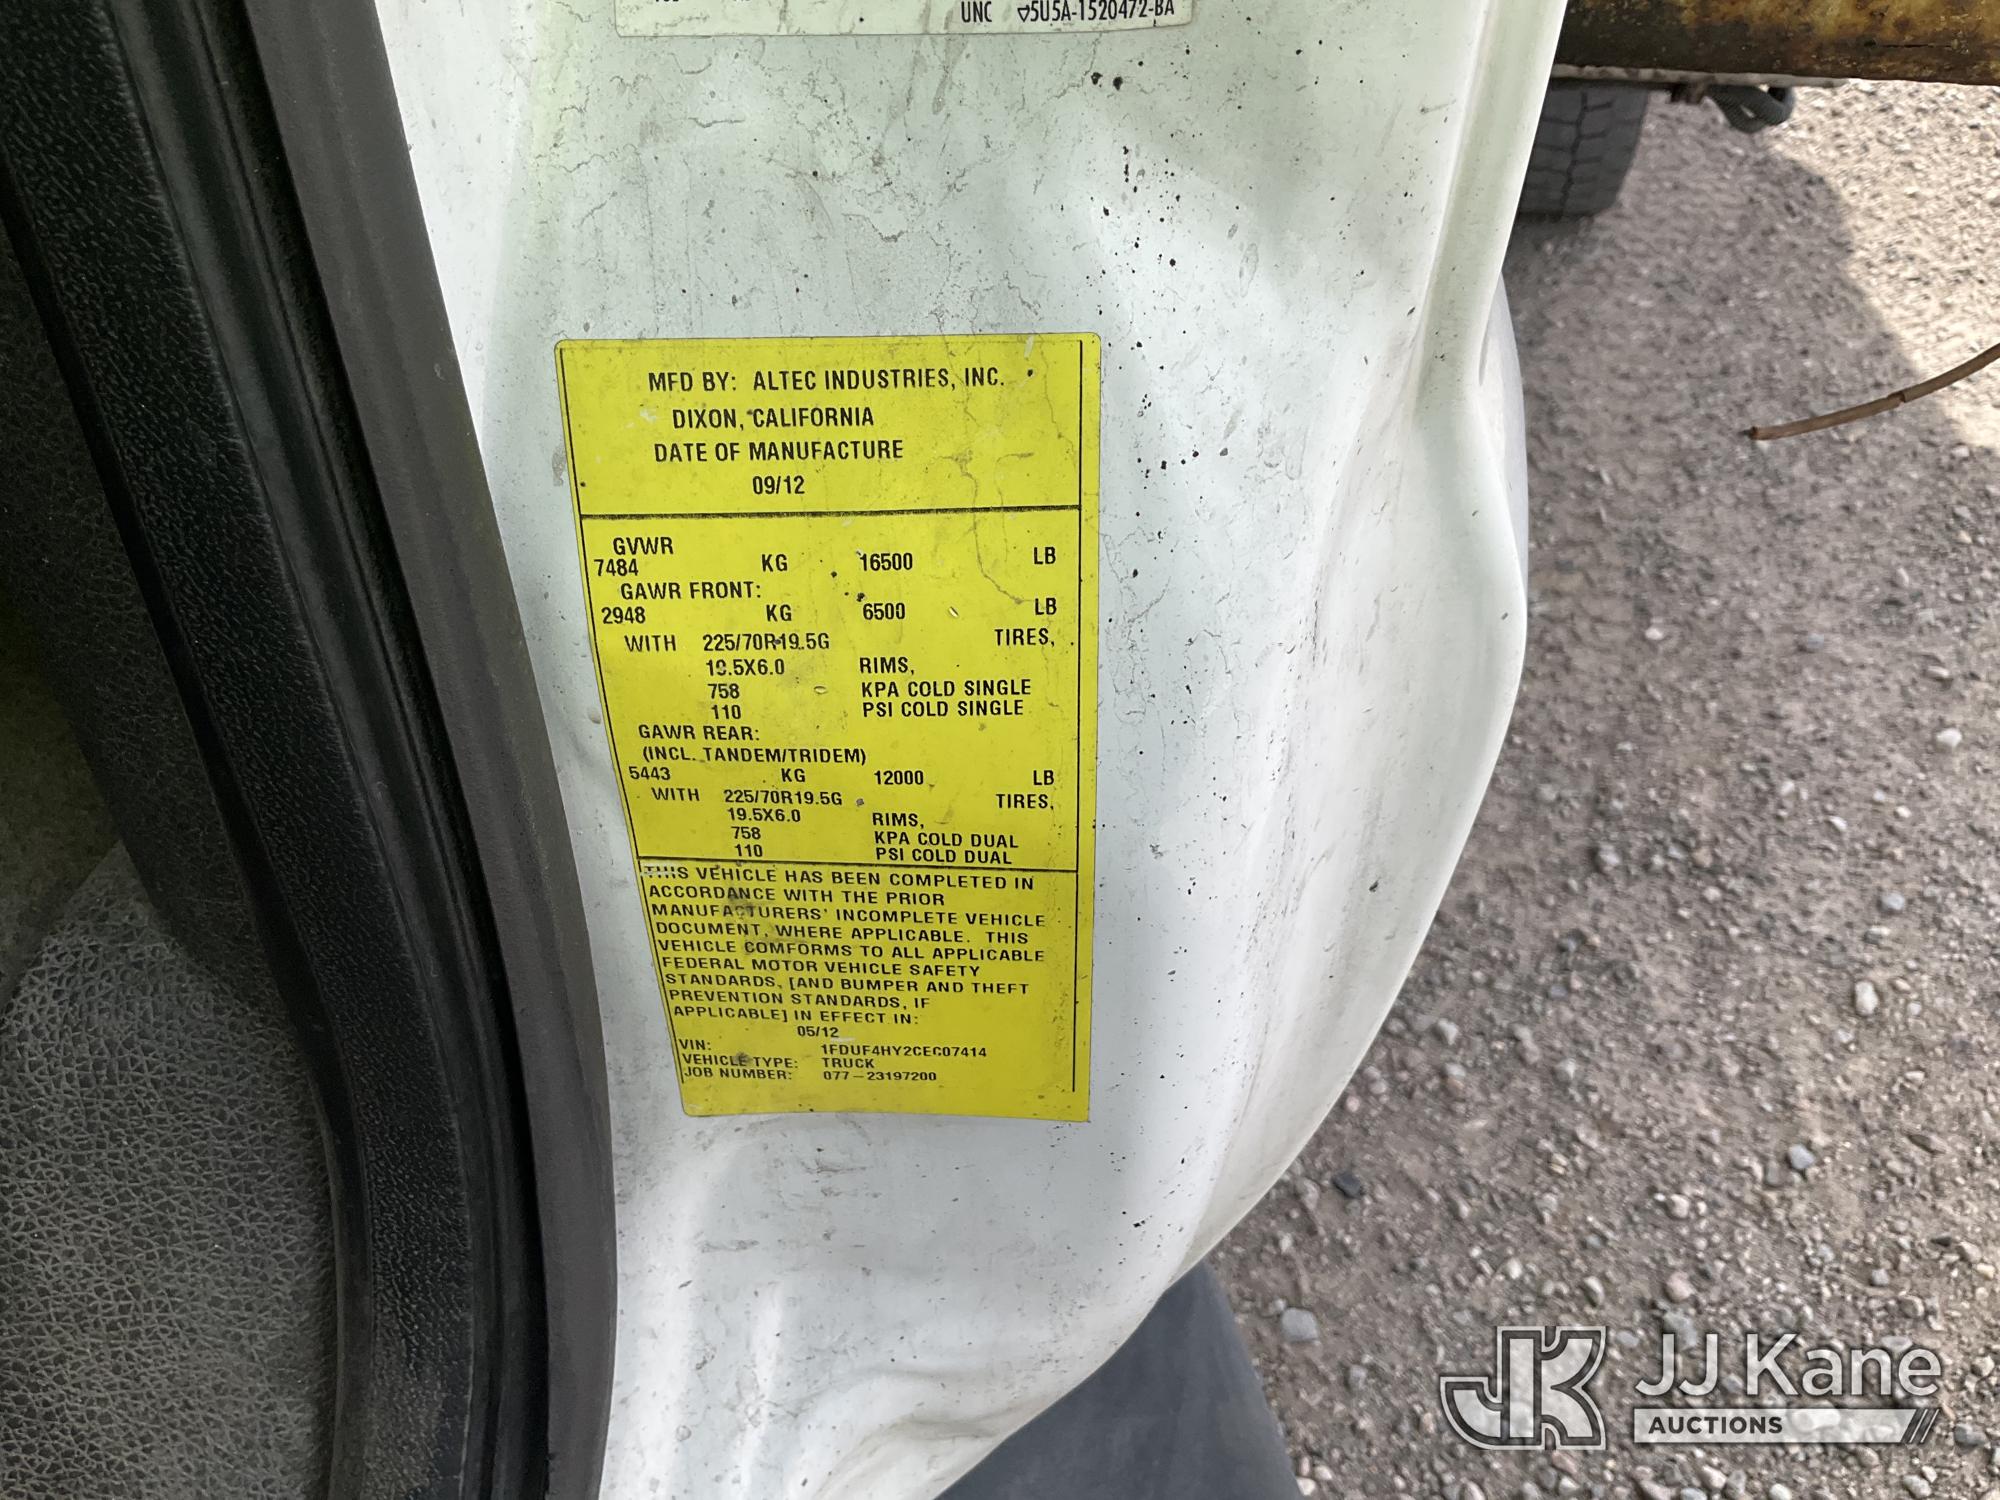 UNC ▽5U5A-1520472-BA
MFD BY: ALTEC INDUSTRIES, INC.
DIXON, CALIFORNIA
DATE OF MANUFACTURE
09/12
GVWR
7484 KG 16500 LB
GAWR FRONT:
2948 KG 6500 LB
WITH 225/70R19.5G TIRES,
19.5X6.0 RIMS,
758 KPA COLD SINGLE
110 PSI COLD SINGLE
GAWR REAR:
(INCL. TANDEM/TRIDEM)
5443 KG 12000 LB
WITH 225/70R19.5G TIRES,
19.5X6.0 RIMS,
758 KPA COLD DUAL
110 PSI COLD DUAL
THIS VEHICLE HAS BEEN COMPLETED IN
ACCORDANCE WITH THE PRIOR
MANUFACTURERS' INCOMPLETE VEHICLE
DOCUMENT, WHERE APPLICABLE. THIS
VEHICLE COMFORMS TO ALL APPLICABLE
FEDERAL MOTOR VEHICLE SAFETY
STANDARDS, [AND BUMPER AND THEFT
PREVENTION STANDARDS, IF
APPLICABLE] IN EFFECT IN:
05/12
VIN: 1FDUF4HY2CEC07414
VEHICLE TYPE: TRUCK
JOB NUMBER: 077-23197200
JK JJ Kane
AUCTIONS